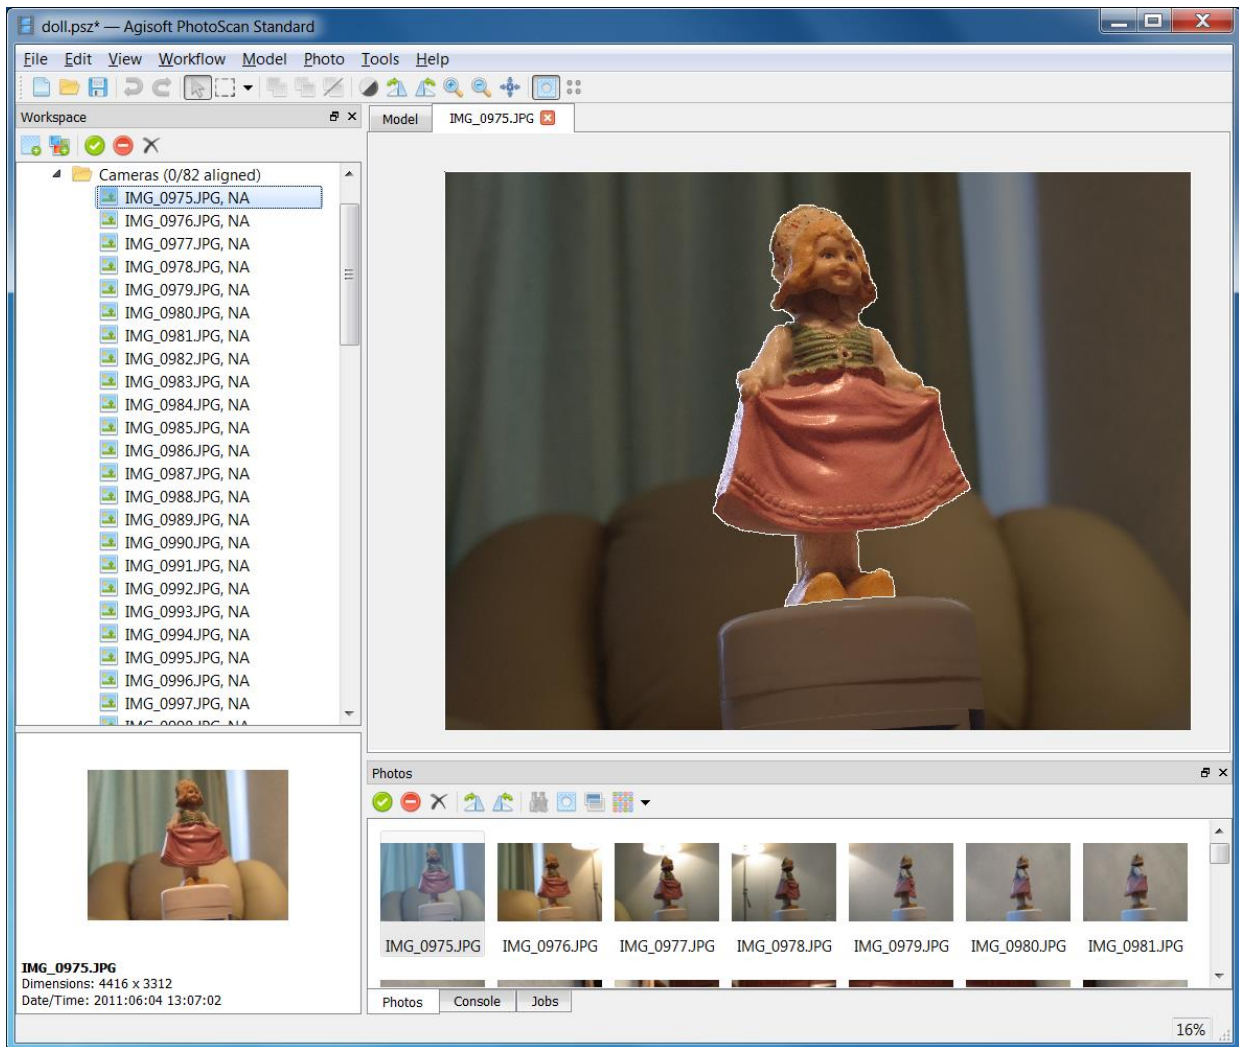 doll.psz* — Agisoft PhotoScan Standard
File Edit View Workflow Model Photo Tools Help
Workspace
Model IMG_0975.JPG
Cameras (0/82 aligned)
IMG_0975.JPG, NA
IMG_0976.JPG, NA
IMG_0977.JPG, NA
IMG_0978.JPG, NA
IMG_0979.JPG, NA
IMG_0980.JPG, NA
IMG_0981.JPG, NA
IMG_0982.JPG, NA
IMG_0983.JPG, NA
IMG_0984.JPG, NA
IMG_0985.JPG, NA
IMG_0986.JPG, NA
IMG_0987.JPG, NA
IMG_0988.JPG, NA
IMG_0989.JPG, NA
IMG_0990.JPG, NA
IMG_0991.JPG, NA
IMG_0992.JPG, NA
IMG_0993.JPG, NA
IMG_0994.JPG, NA
IMG_0995.JPG, NA
IMG_0996.JPG, NA
IMG_0997.JPG, NA
IMG_0975.JPG
Dimensions: 4416 x 3312
Date/Time: 2011:06:04 13:07:02
Photos
IMG_0975.JPG IMG_0976.JPG IMG_0977.JPG IMG_0978.JPG IMG_0979.JPG IMG_0980.JPG IMG_0981.JPG
Photos Console Jobs
16%